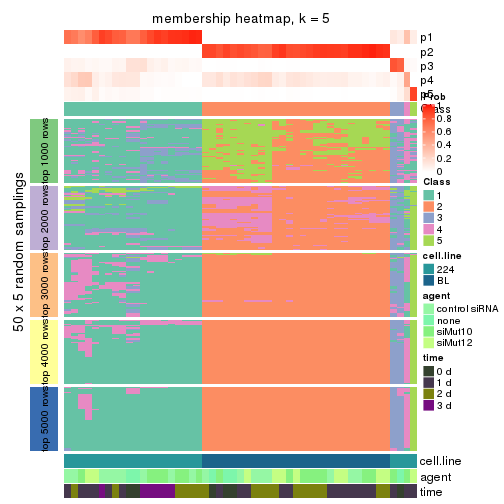 membership heatmap, k = 5
p1
p2
p3
p4
p5
Class
50 x 5 random samplings
top 1000 rows
top 2000 rows
top 3000 rows
top 4000 rows
top 5000 rows
cell.line
agent
time
Prob
1
0.8
0.6
0.4
0.2
0
Class
1
2
3
4
5
cell.line
224
BL
agent
control siRNA
none
siMut10
siMut12
time
0 d
1 d
2 d
3 d